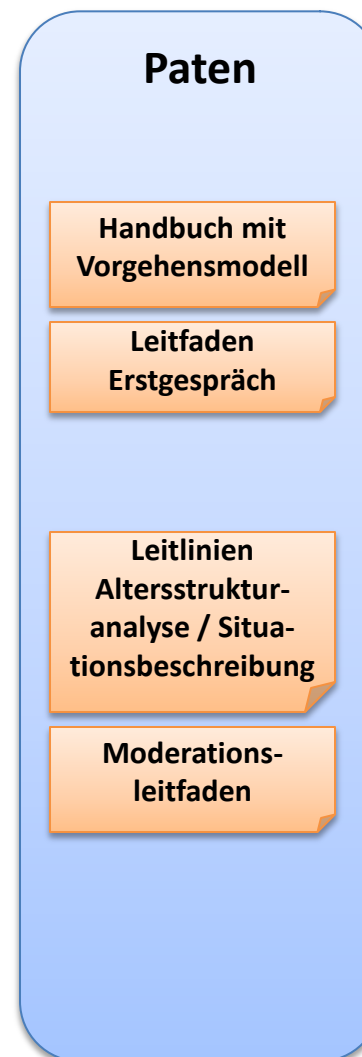 Paten
Handbuch mit
Vorgehensmodell
Leitfaden
Erstgespräch
Leitlinien
Altersstruktur-
analyse / Situa-
tionsbeschreibung
Moderations-
leitfaden